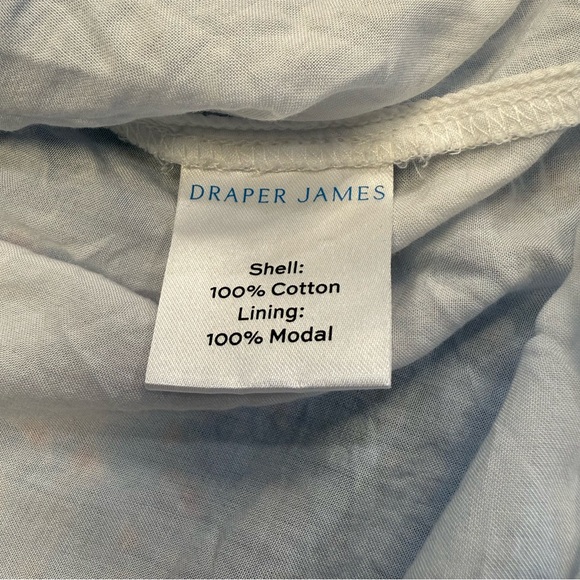 DRAPER JAMES
Shell:
100% Cotton
Lining:
100% Modal